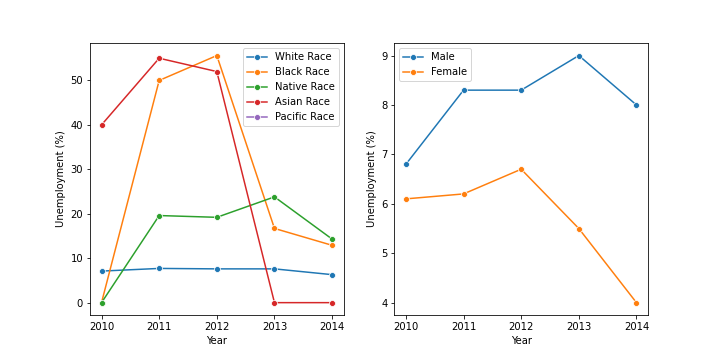 White Race
Black Race
Native Race
Asian Race
Pacific Race
50
40
30
20
10
0
Unemployment (%)
2010 2011 2012 2013 2014
Year
Male
Female
9
8
7
6
5
4
Unemployment (%)
2010 2011 2012 2013 2014
Year